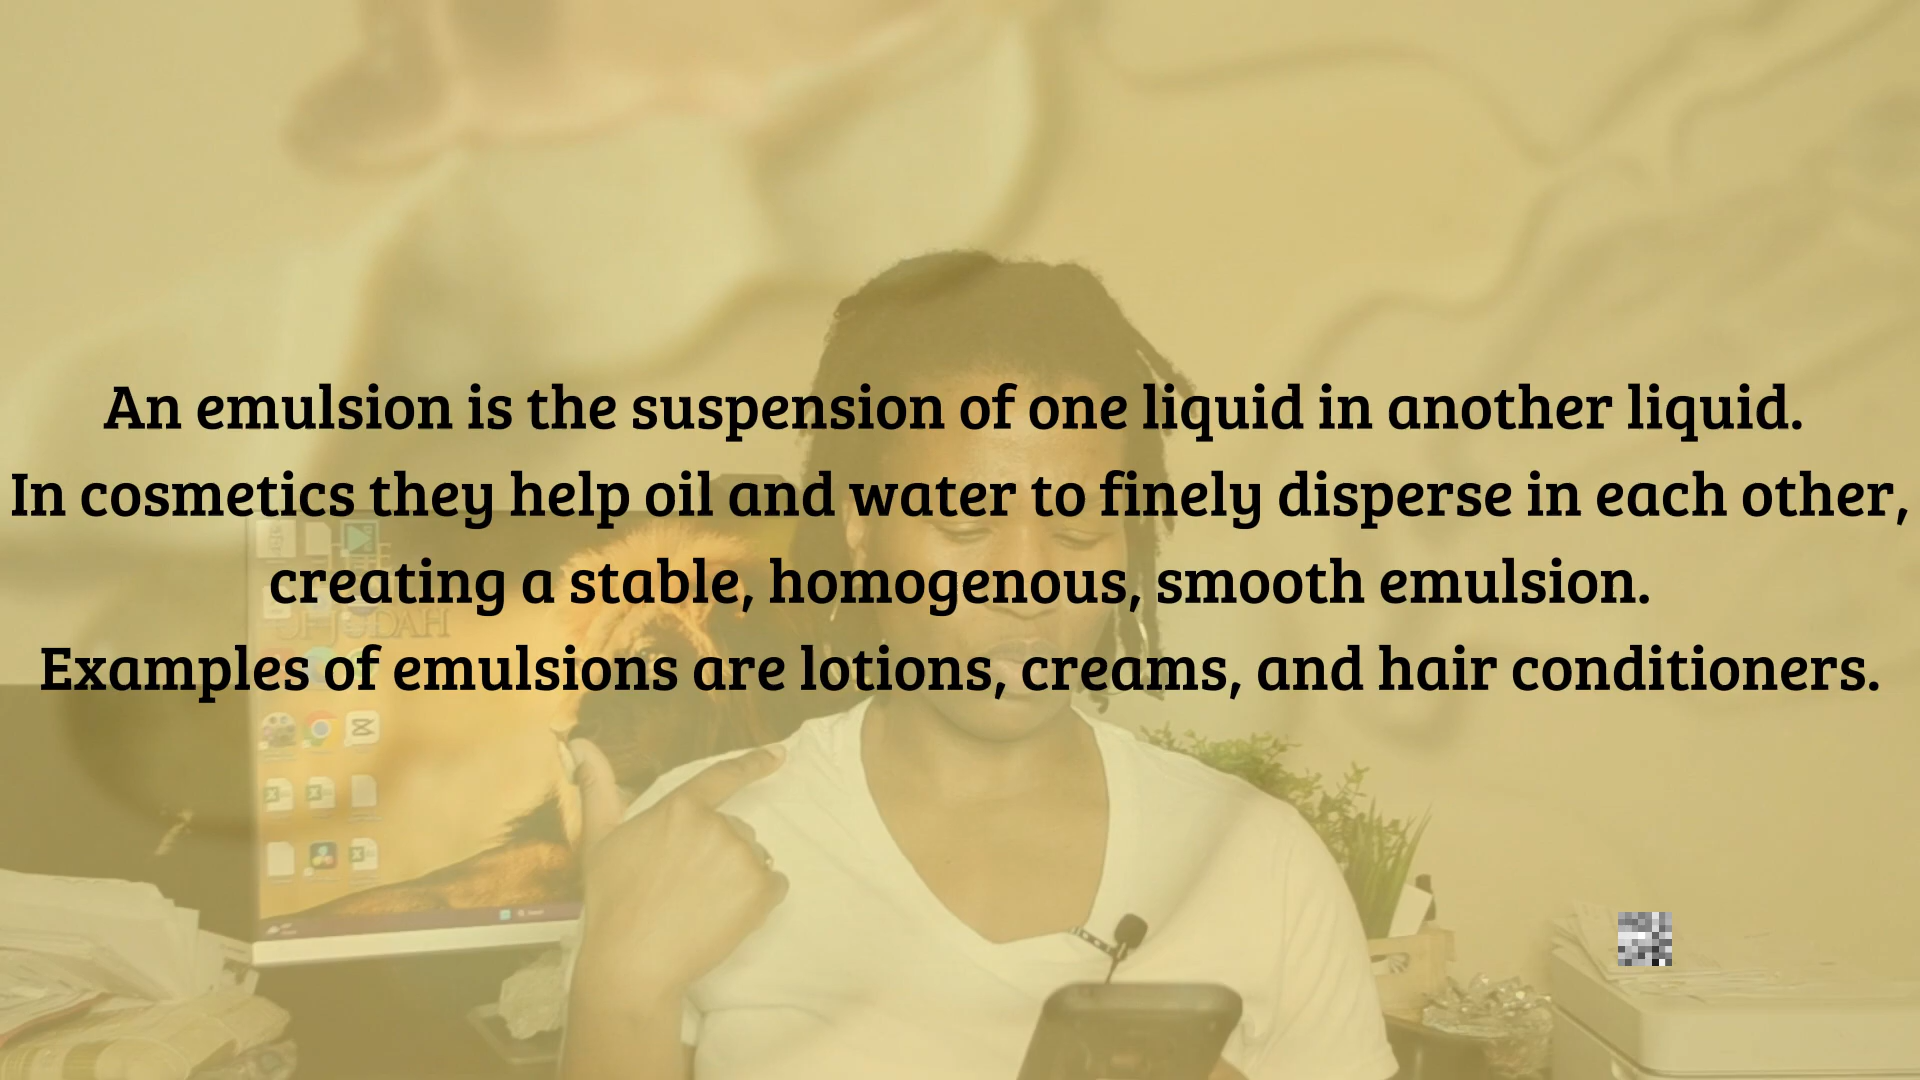 An emulsion is the suspension of one liquid in another liquid.
In cosmetics they help oil and water to finely disperse in each other,
creating a stable, homogenous, smooth emulsion.
Examples of emulsions are lotions, creams, and hair conditioners.
OF JUDAH